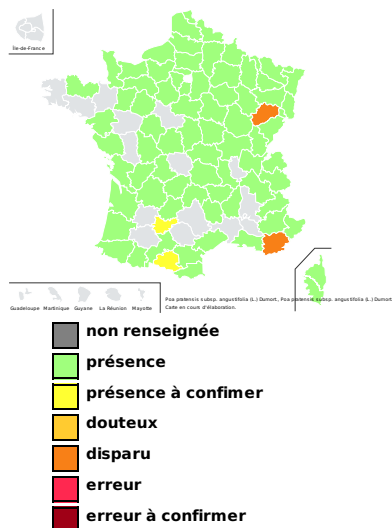 Île-de-France
Guadeloupe Martinique Guyane La Réunion Mayotte
Poa pratensis subsp. angustifolia (L.) Dumort., Poa pratensis subsp. angustifolia (L.) Dumort
Carte en cours d'élaboration.
non renseignée
présence
présence à confimer
douteux
disparu
erreur
erreur à confirmer